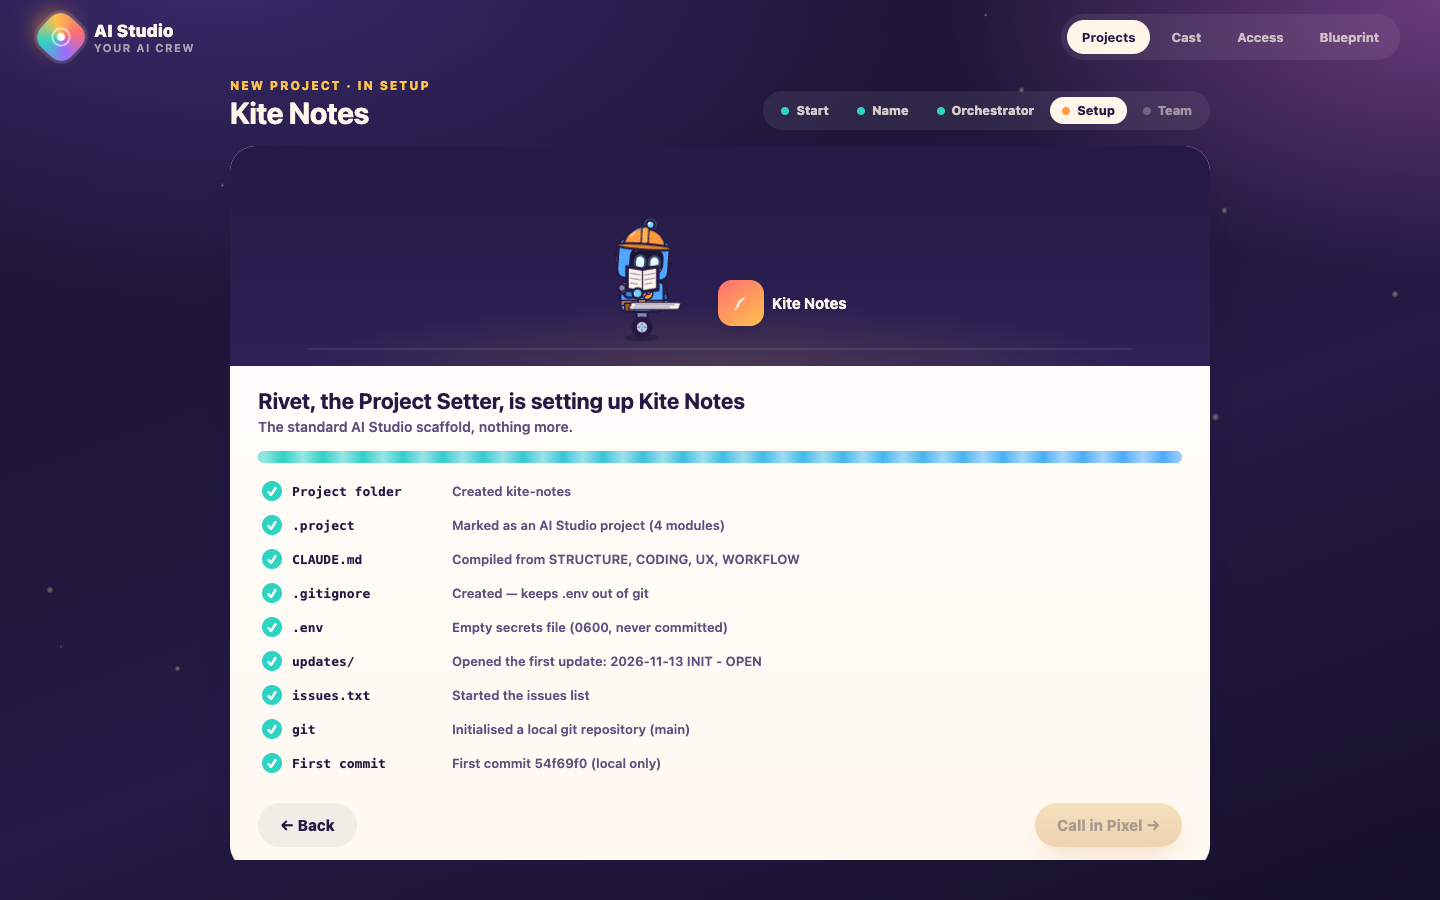 AI Studio
YOUR AI CREW
Projects
Cast
Access
Blueprint
NEW PROJECT · IN SETUP
Kite Notes
Start
Name
Orchestrator
Setup
Team
Kite Notes
Rivet, the Project Setter, is setting up Kite Notes
The standard AI Studio scaffold, nothing more.
Project folder Created kite-notes
.project Marked as an AI Studio project (4 modules)
CLAUDE.md Compiled from STRUCTURE, CODING, UX, WORKFLOW
.gitignore Created — keeps .env out of git
.env Empty secrets file (0600, never committed)
updates/ Opened the first update: 2026-11-13 INIT - OPEN
issues.txt Started the issues list
git Initialised a local git repository (main)
First commit First commit 54f69f0 (local only)
← Back
Call in Pixel →